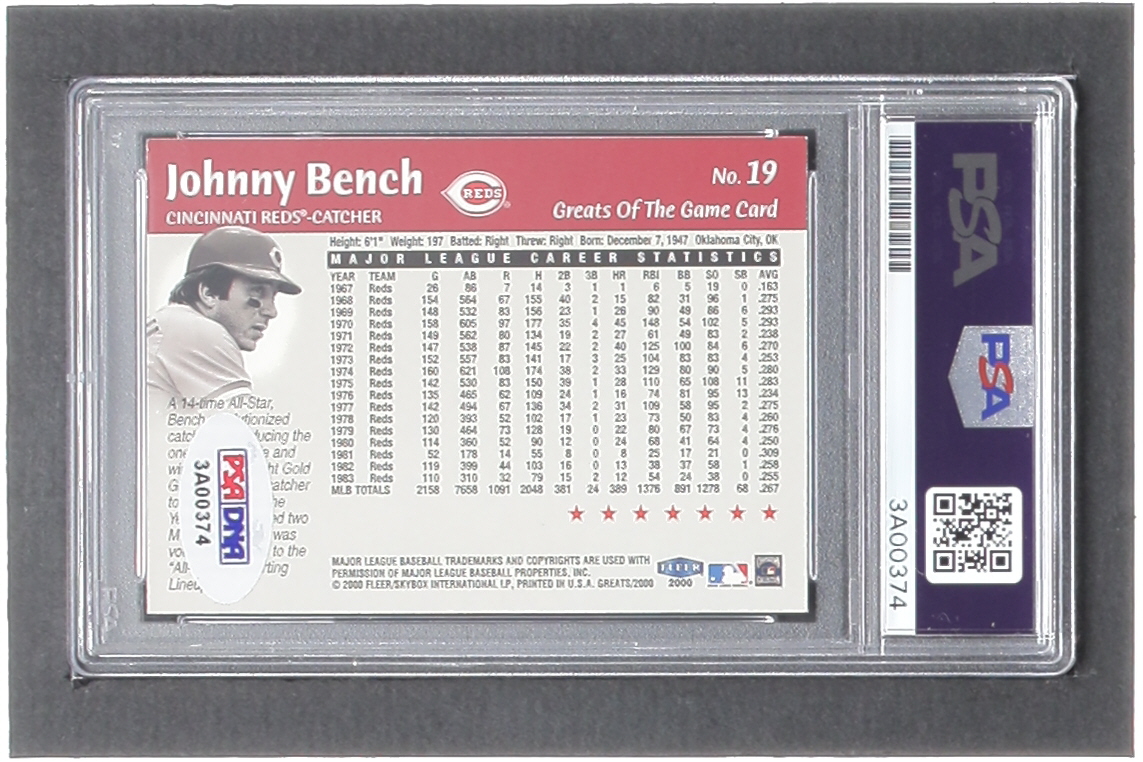 Johnny Bench
CINCINNATI REDS®-CATCHER
REDS
No. 19
Greats Of The Game Card
Height: 6'1" Weight: 197 Batted: Right Threw: Right Born: December 7, 1947 Oklahoma City, OK
MAJOR LEAGUE CAREER STATISTICS
YEAR TEAM G AB R H 2B 3B HR RBI BB SO SB AVG
1967 Reds 26 86 7 14 3 1 1 6 5 19 0 .163
1968 Reds 154 564 67 155 40 2 15 82 31 96 1 .275
1969 Reds 148 532 83 156 23 1 26 90 49 86 6 .293
1970 Reds 158 605 97 177 35 4 45 148 54 102 5 .293
1971 Reds 149 562 80 134 19 2 27 61 49 83 2 .238
1972 Reds 147 538 87 145 22 2 40 125 100 84 6 .270
1973 Reds 152 557 83 141 17 3 25 104 83 83 4 .253
1974 Reds 160 621 108 174 38 2 33 129 80 90 5 .280
1975 Reds 142 530 83 150 39 1 28 110 65 108 11 .283
1976 Reds 135 465 62 109 24 1 16 74 81 95 13 .234
1977 Reds 142 494 67 136 34 2 31 109 58 95 2 .275
1978 Reds 120 393 52 102 17 1 23 73 50 83 4 .260
1979 Reds 130 464 73 128 19 0 22 80 67 73 4 .276
1980 Reds 114 360 52 90 12 0 24 68 41 64 4 .250
1981 Reds 52 178 14 55 8 0 8 25 17 21 0 .309
1982 Reds 119 399 44 103 16 0 13 38 37 58 1 .258
1983 Reds 110 310 32 79 15 2 12 54 24 38 0 .255
MLB TOTALS 2158 7658 1091 2048 381 24 389 1376 891 1278 68 .267
A 14-time All-Star,
Bench
ucing the
one and
Gold
atcher
to
two
was
to the
"All-
Lineu
PSA DNA
3A00374
MAJOR LEAGUE BASEBALL TRADEMARKS AND COPYRIGHTS ARE USED WITH
PERMISSION OF MAJOR LEAGUE BASEBALL PROPERTIES, INC.
© 2000 FLEER/SKYBOX INTERNATIONAL LP, PRINTED IN U.S.A. GREATS/2000
FLEER
2000
PSA
PSA
3A00374